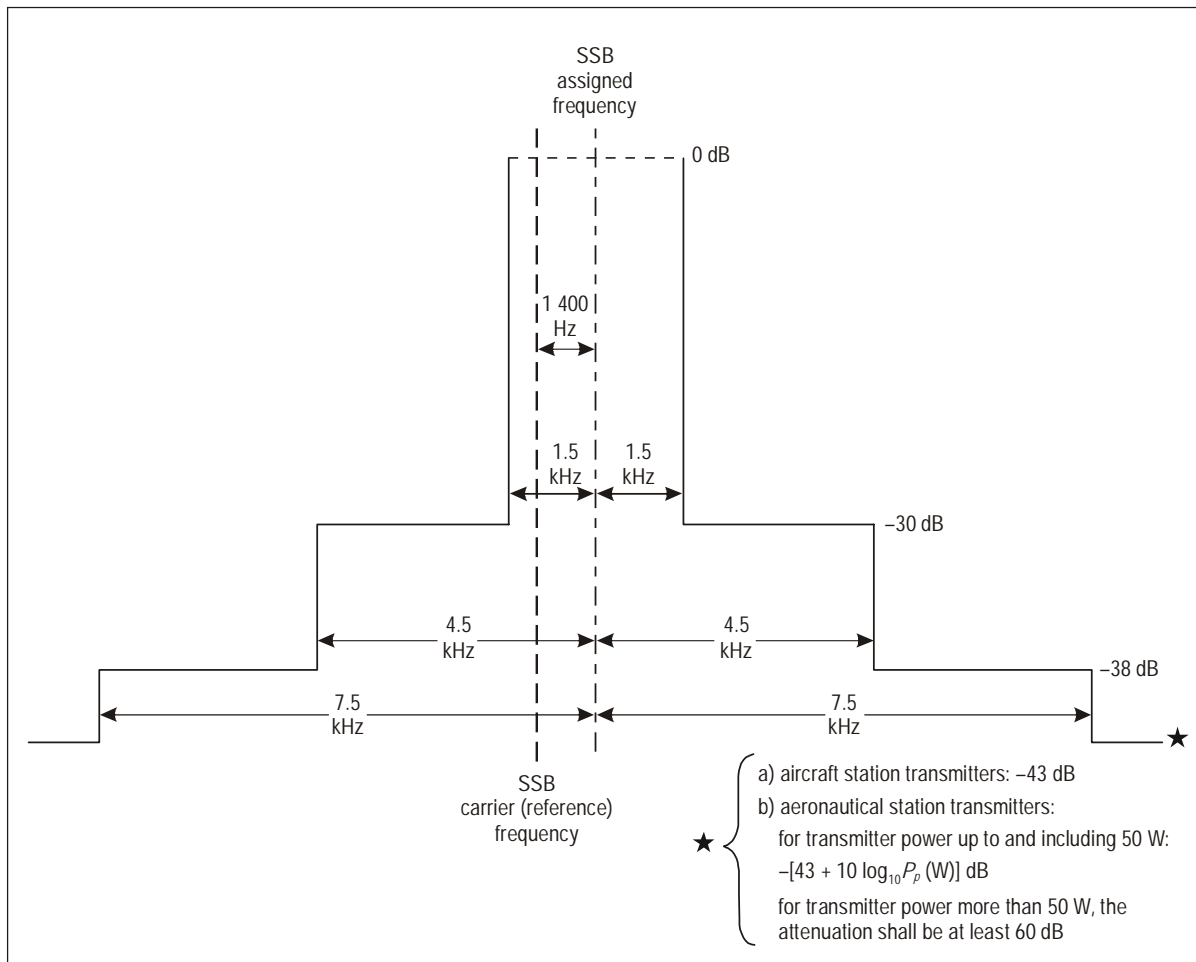 SSB
assigned
frequency
0 dB
1 400
Hz
1.5
kHz
1.5
kHz
–30 dB
4.5
kHz
4.5
kHz
–38 dB
7.5
kHz
7.5
kHz
★
SSB
carrier (reference)
frequency
★
a) aircraft station transmitters: –43 dB
b) aeronautical station transmitters:
for transmitter power up to and including 50 W:
–[43 + 10 log₁₀Pₚ (W)] dB
for transmitter power more than 50 W, the
attenuation shall be at least 60 dB